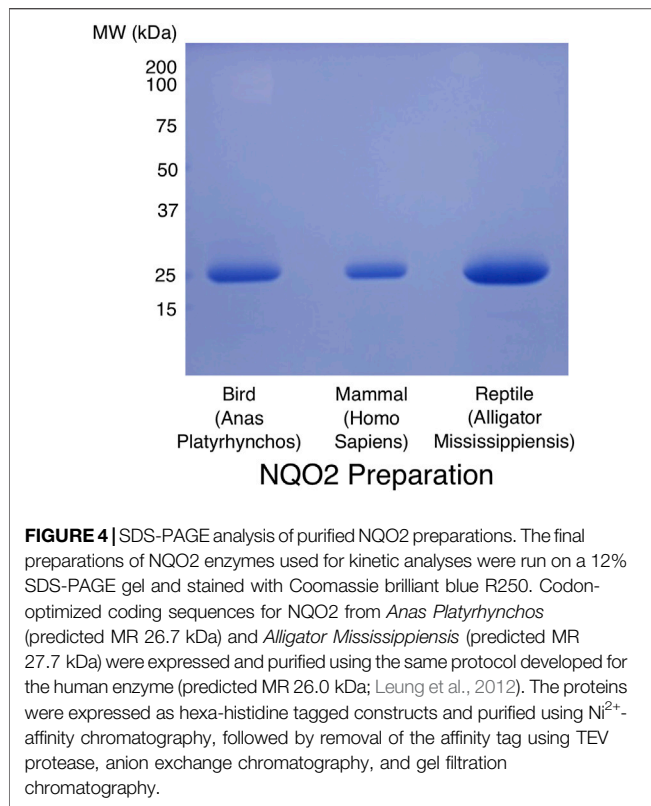 MW (kDa)
200
100
75
50
37
25
15
Bird
(Anas
Platyrhynchos)
Mammal
(Homo
Sapiens)
Reptile
(Alligator
Mississippiensis)
NQO2 Preparation
FIGURE 4 | SDS-PAGE analysis of purified NQO2 preparations. The final
preparations of NQO2 enzymes used for kinetic analyses were run on a 12%
SDS-PAGE gel and stained with Coomassie brilliant blue R250. Codon-
optimized coding sequences for NQO2 from Anas Platyrhynchos
(predicted MR 26.7 kDa) and Alligator Mississippiensis (predicted MR
27.7 kDa) were expressed and purified using the same protocol developed for
the human enzyme (predicted MR 26.0 kDa; Leung et al., 2012). The proteins
were expressed as hexa-histidine tagged constructs and purified using Ni²⁺-
affinity chromatography, followed by removal of the affinity tag using TEV
protease, anion exchange chromatography, and gel filtration
chromatography.